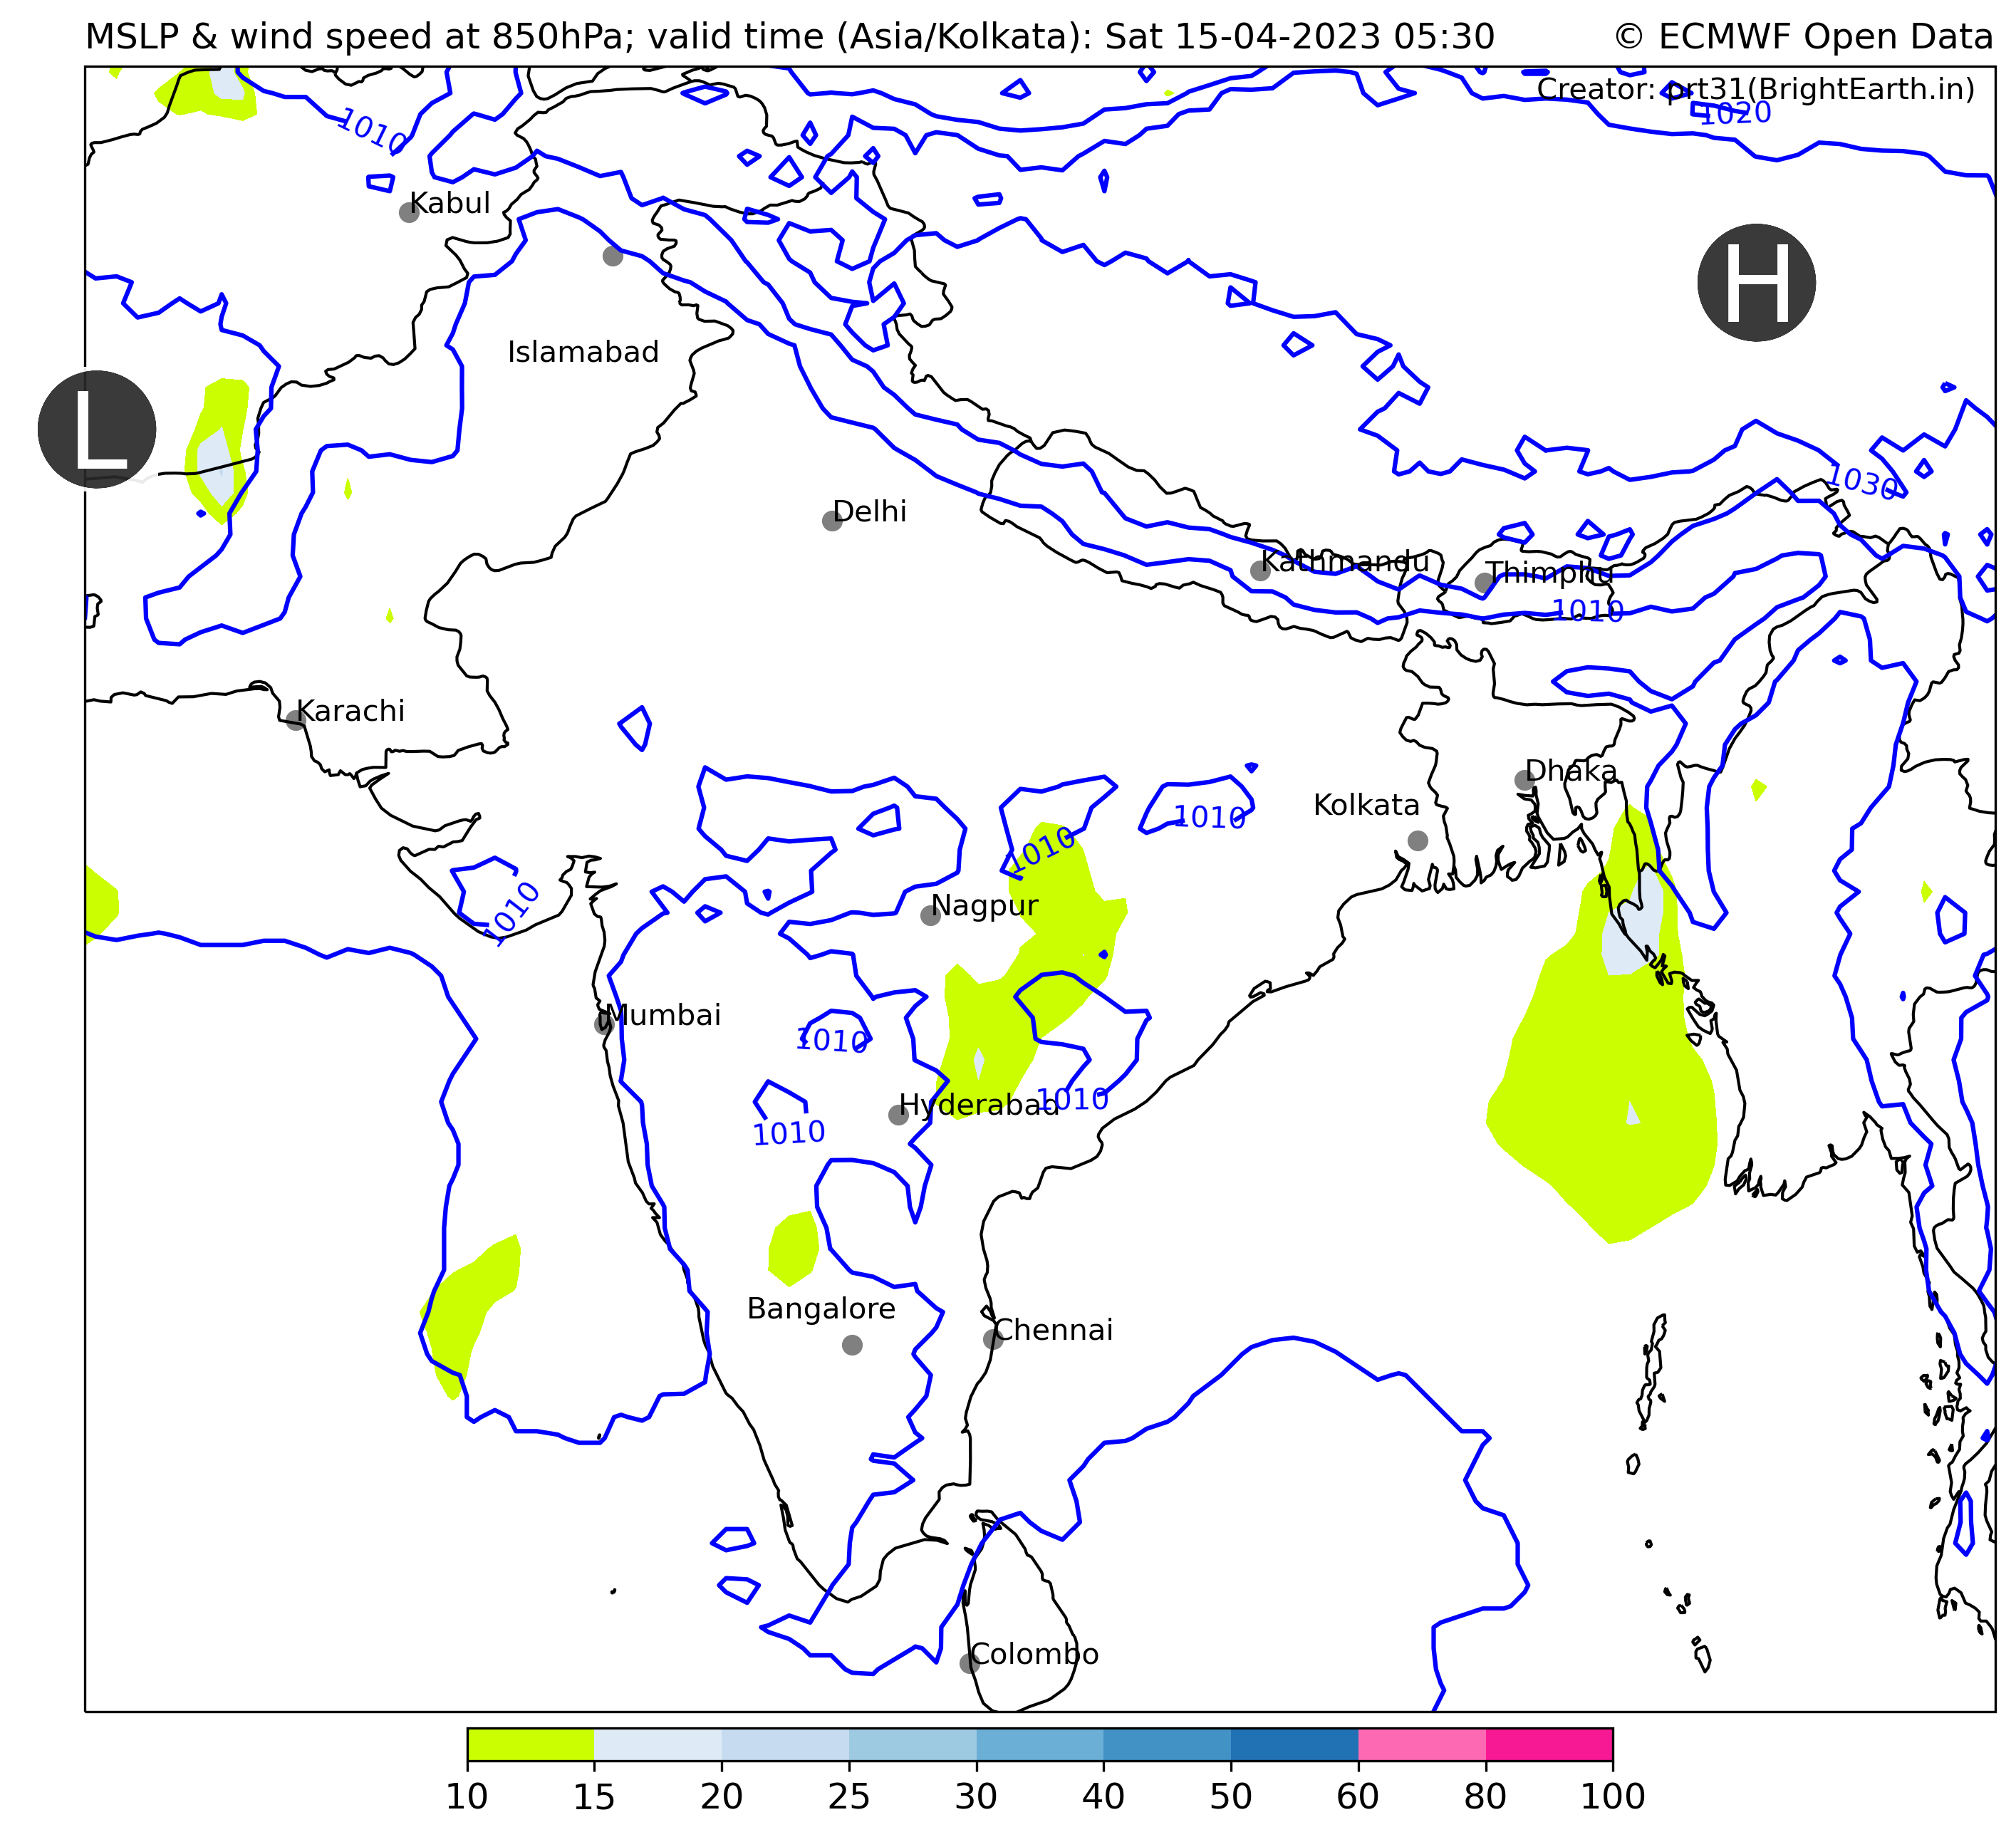 MSLP & wind speed at 850hPa; valid time (Asia/Kolkata): Sat 15-04-2023 05:30
© ECMWF Open Data
Creator: prt31(BrightEarth.in)
1020
1010
Kabul
H
Islamabad
L
1030
Delhi
Kathmandu
Thimphu
1010
Karachi
Dhaka
Kolkata
1010
1010
Nagpur
1010
Mumbai
1010
Hyderabad
1010
1010
Bangalore
Chennai
Colombo
10 15 20 25 30 40 50 60 80 100